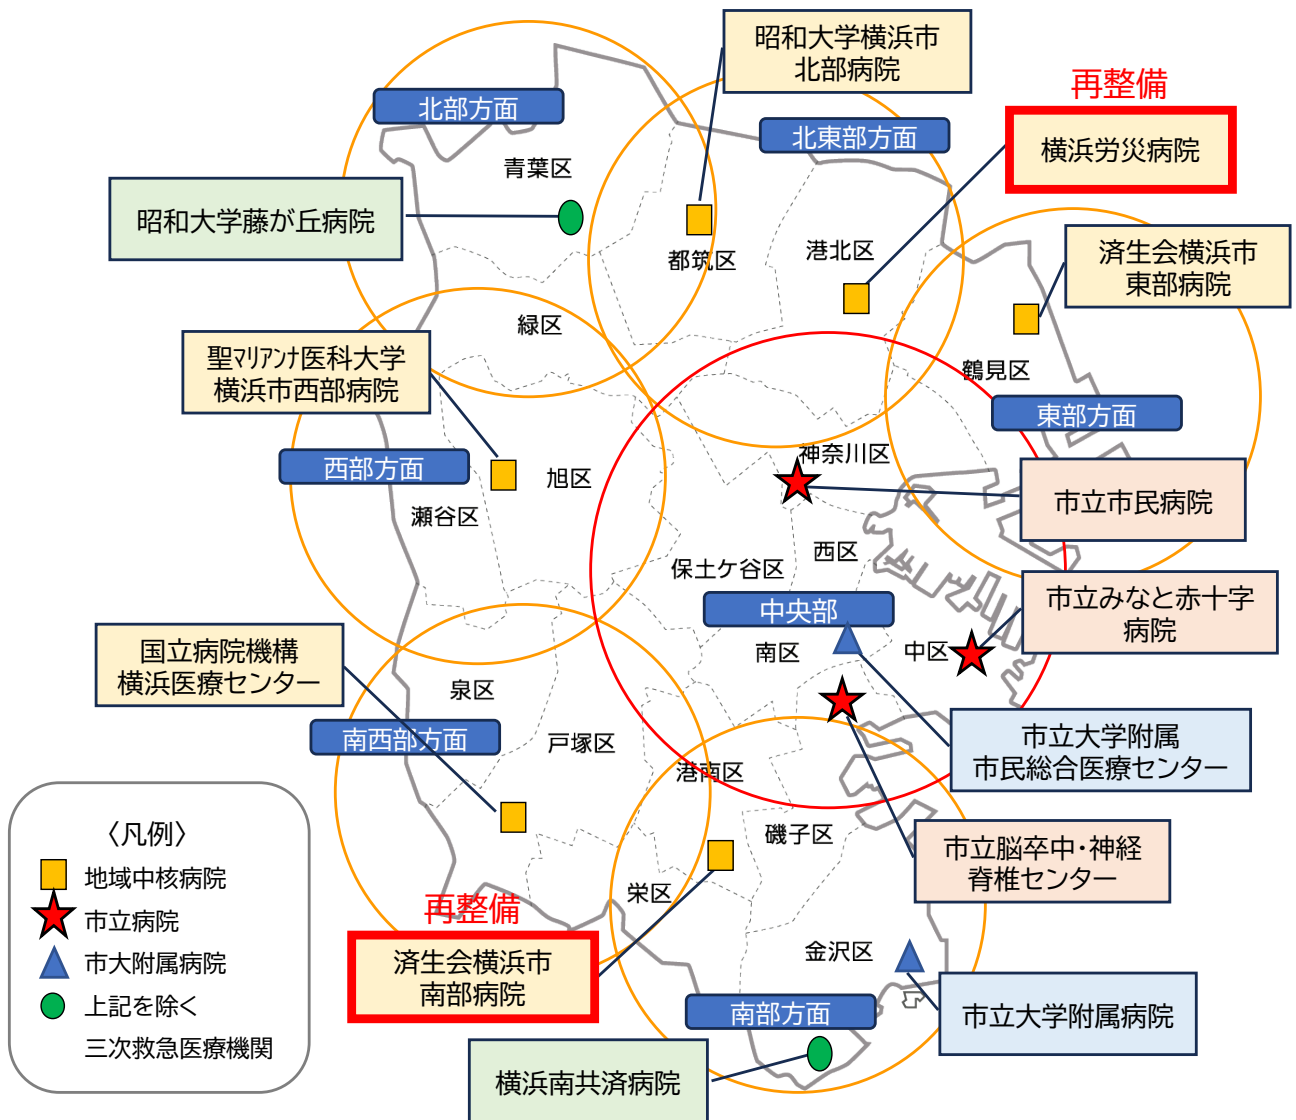 昭和大学横浜市
北部病院
再整備
北部方面
北東部方面
横浜労災病院
青葉区
昭和大学藤が丘病院
都筑区
港北区
済生会横浜市
東部病院
緑区
聖ﾏﾘｱﾝﾅ医科大学
横浜市西部病院
鶴見区
東部方面
神奈川区
西部方面
旭区
瀬谷区
市立市民病院
西区
保土ケ谷区
中央部
市立みなと赤十字
病院
南区
中区
国立病院機構
横浜医療センター
泉区
南西部方面
戸塚区
港南区
市立大学附属
市民総合医療センター
磯子区
市立脳卒中・神経
脊椎センター
〈凡例〉
地域中核病院
市立病院
市大附属病院
上記を除く
三次救急医療機関
栄区
再整備
済生会横浜市
南部病院
金沢区
南部方面
市立大学附属病院
横浜南共済病院